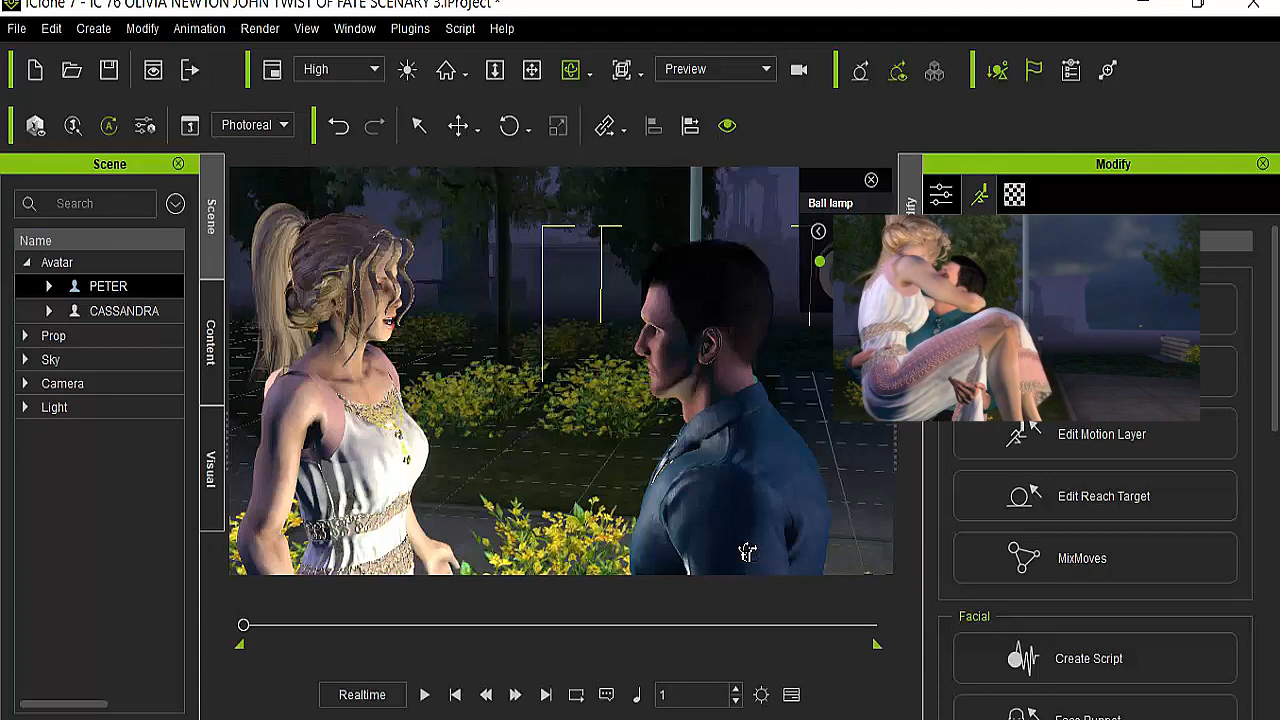 iClone 7 - IC 76 OLIVIA NEWTON JOHN TWIST OF FATE SCENARY 3.iProject *
File Edit Create Modify Animation Render View Window Plugins Script Help
High
Preview
Photoreal
Scene
Search
Name
Avatar
PETER
CASSANDRA
Prop
Sky
Camera
Light
Scene
Content
Visual
Ball lamp
Modify
Edit Motion Layer
Edit Reach Target
MixMoves
Facial
Create Script
Face Puppet
Realtime
1